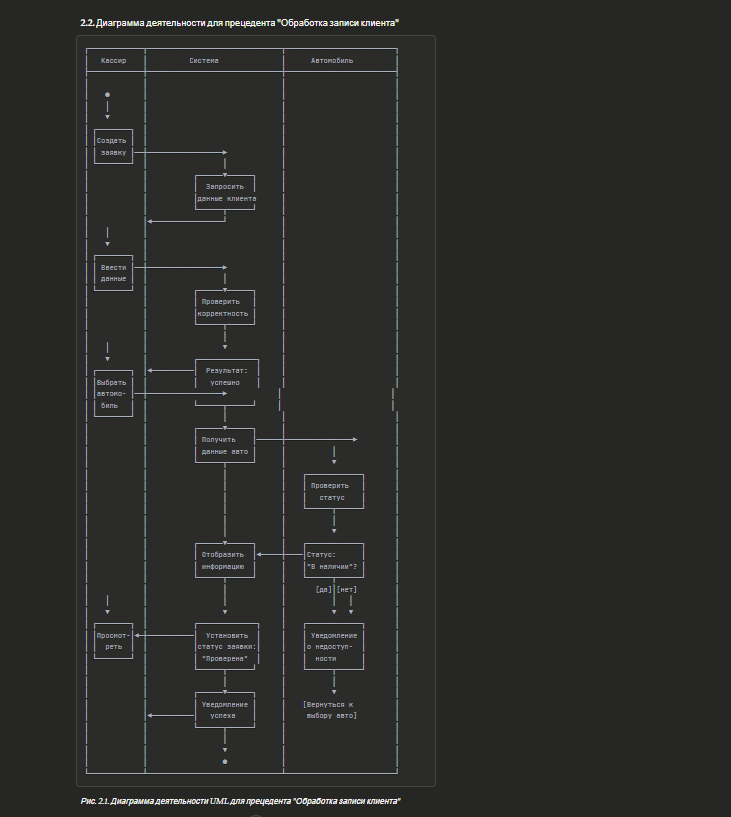 2.2. Диаграмма деятельности для прецедента "Обработка записи клиента"
Кассир Система Автомобиль
Создать
заявку
Запросить
данные клиента
Ввести
данные
Проверить
корректность
Результат:
успешно
Выбрать
автомо-
биль
Получить
данные авто
Проверить
статус
Отобразить
информацию
Статус:
"В наличии"?
[да] [нет]
Просмот-
реть
Установить
статус заявки:
"Проверена"
Уведомление
о недоступ-
ности
Уведомление
успеха
[Вернуться к
выбору авто]
Рис. 2.1. Диаграмма деятельности UML для прецедента "Обработка записи клиента"